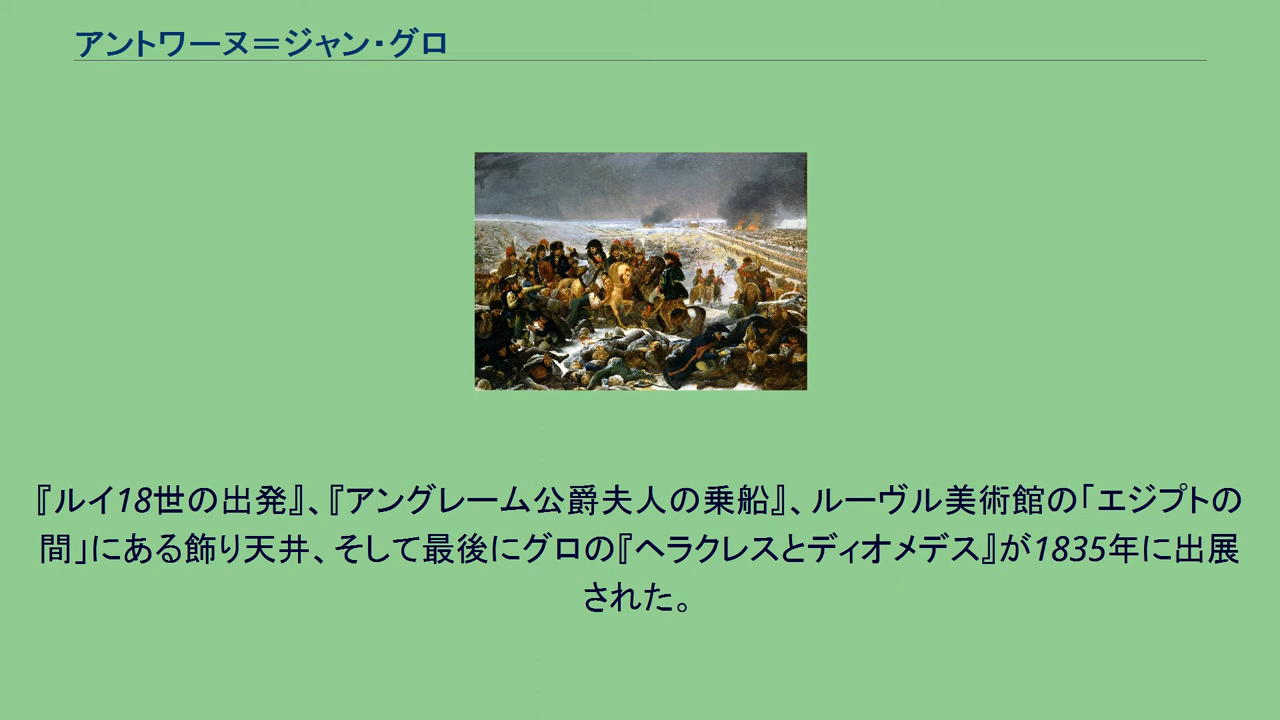 アントワーヌ＝ジャン・グロ
『ルイ18世の出発』、『アングレーム公爵夫人の乗船』、ルーヴル美術館の「エジプトの
間」にある飾り天井、そして最後にグロの『ヘラクレスとディオメデス』が1835年に出展
された。